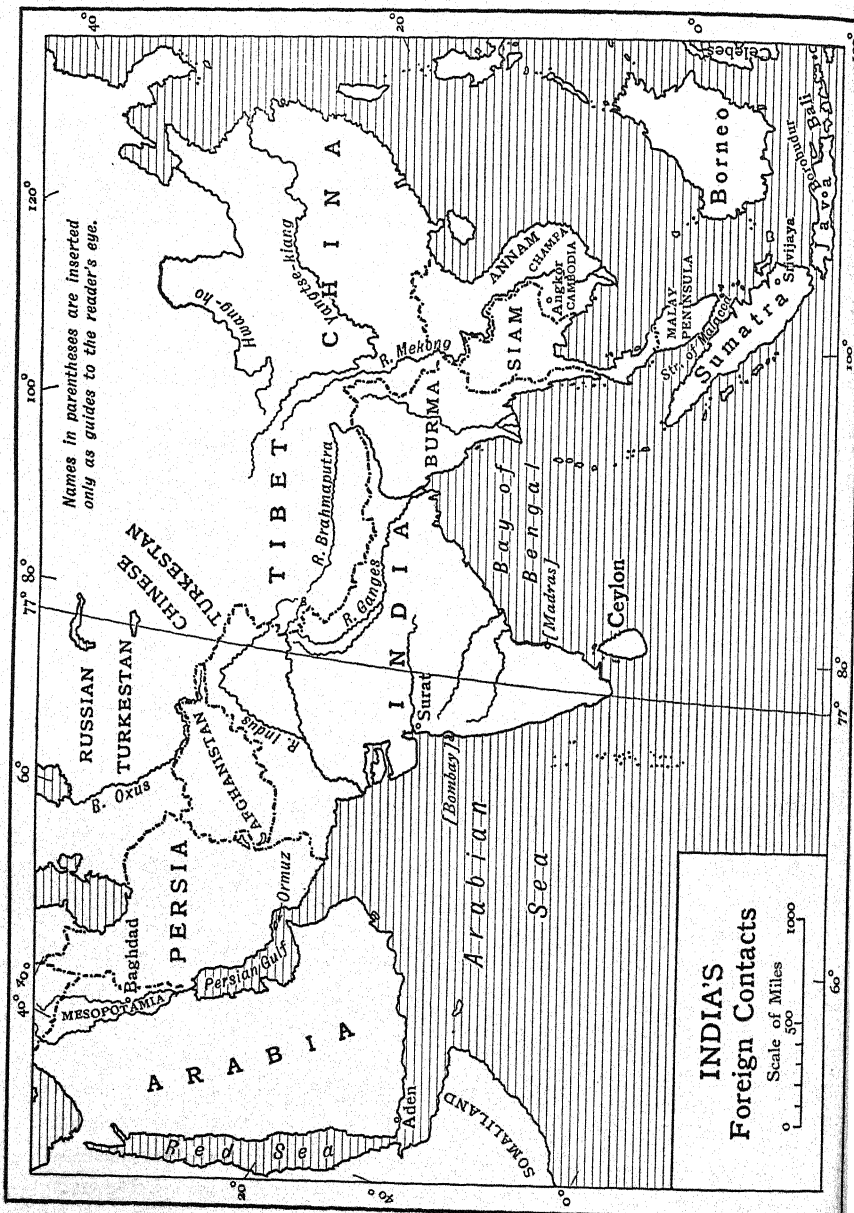 Names in parentheses are inserted
only as guides to the reader's eye.
40°
60°
77°
80°
100°
120°
40°
20°
0°
RUSSIAN
TURKESTAN
CHINESE
TURKESTAN
R. Oxus
AFGHANISTAN
PERSIA
Baghdad
MESOPOTAMIA
Persian Gulf
Ormuz
ARABIA
Red Sea
Aden
SOMALILAND
R. Indus
TIBET
R. Brahmaputra
R. Ganges
INDIA
Surat
[Bombay]
[Madras]
Ceylon
Arabian
Sea
Bay of
Bengal
Hwang-ho
Yangtse-kiang
CHINA
R. Mekong
BURMA
SIAM
ANNAM
CHAMPA
Angkor
CAMBODIA
MALAY
PENINSULA
Str. of Malacca
Sumatra
Srivijaya
Borneo
Celebes
Java
Borobudur
Bali
20°
40°
0°
60°
77°
80°
100°
INDIA'S
Foreign Contacts
Scale of Miles
0 500 1000